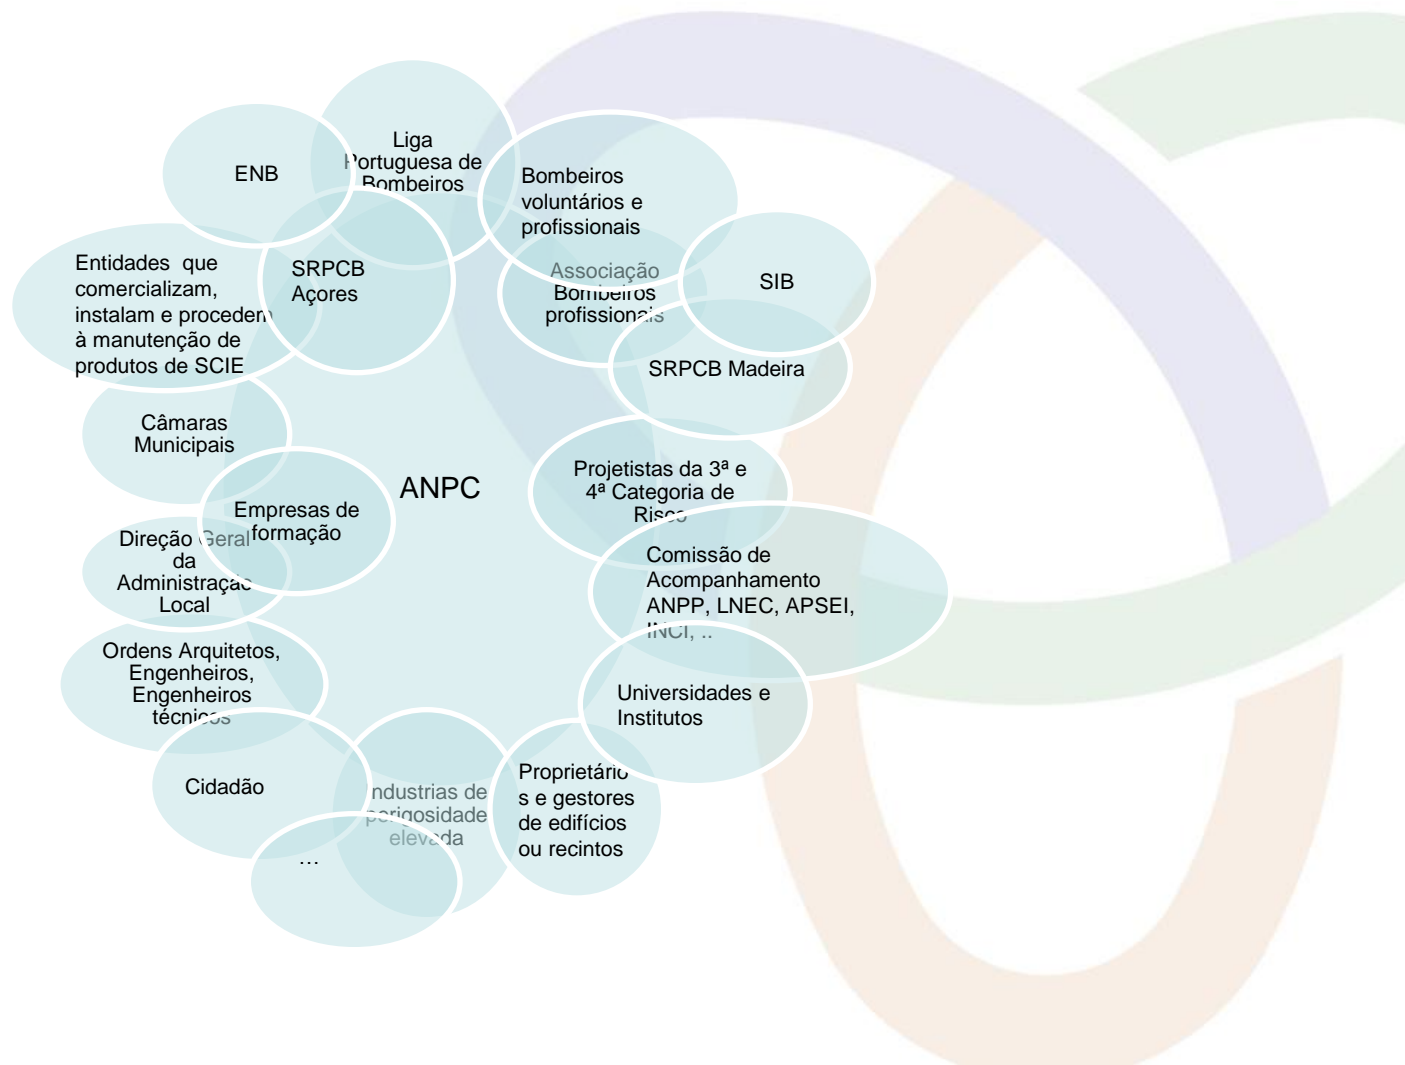 Liga
Portuguesa de
Bombeiros
ENB
Bombeiros
voluntários e
profissionais
Entidades que
comercializam,
instalam e procedem
à manutenção de
produtos de SCIE
SRPCB
Açores
Associação
Bombeiros
profissionais
SIB
SRPCB Madeira
Câmaras
Municipais
ANPC
Projetistas da 3ª e
4ª Categoria de
Risco
Empresas de
formação
Direção Geral
da
Administração
Local
Comissão de
Acompanhamento
ANPP, LNEC, APSEI,
INCI, ..
Ordens Arquitetos,
Engenheiros,
Engenheiros
técnicos
Universidades e
Institutos
Cidadão
Industrias de
perigosidade
elevada
Proprietário
s e gestores
de edifícios
ou recintos
…